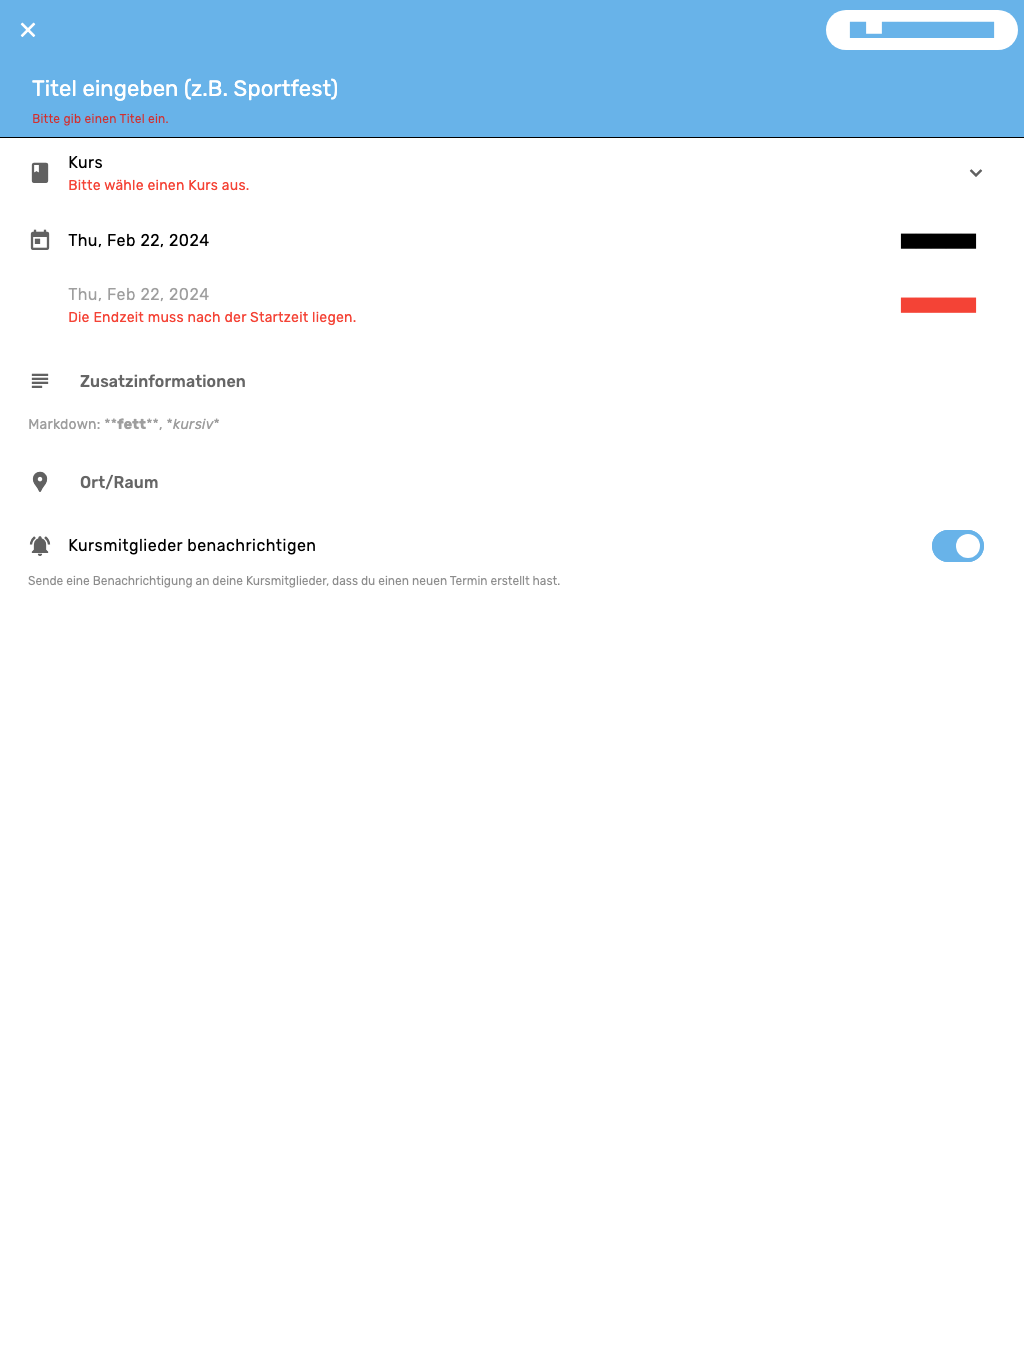 Titel eingeben (z.B. Sportfest)
Bitte gib einen Titel ein.
Kurs
Bitte wähle einen Kurs aus.
Thu, Feb 22, 2024
Thu, Feb 22, 2024
Die Endzeit muss nach der Startzeit liegen.
Zusatzinformationen
Markdown: **fett**, *kursiv*
Ort/Raum
Kursmitglieder benachrichtigen
Sende eine Benachrichtigung an deine Kursmitglieder, dass du einen neuen Termin erstellt hast.